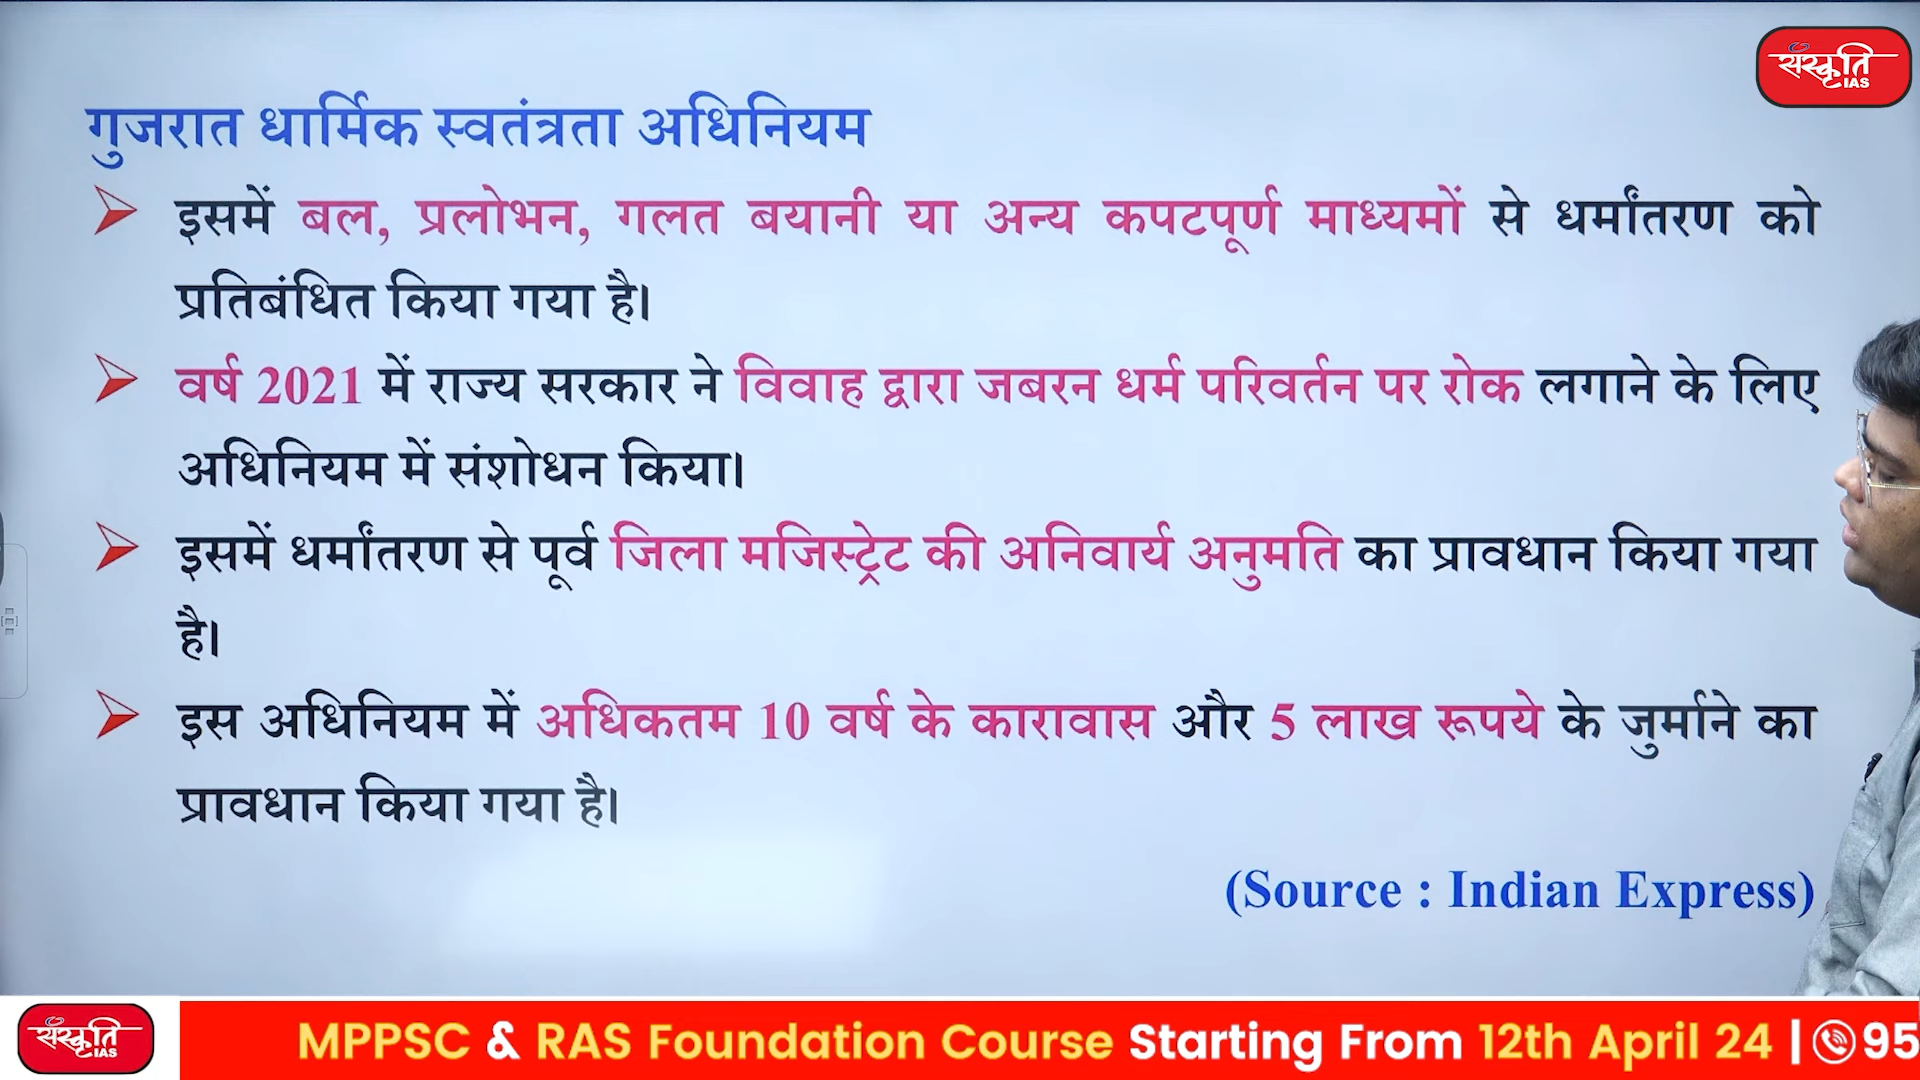 संस्कृति
IAS
गुजरात धार्मिक स्वतंत्रता अधिनियम
इसमें बल, प्रलोभन, गलत बयानी या अन्य कपटपूर्ण माध्यमों से धर्मांतरण को
प्रतिबंधित किया गया है।
वर्ष 2021 में राज्य सरकार ने विवाह द्वारा जबरन धर्म परिवर्तन पर रोक लगाने के लिए
अधिनियम में संशोधन किया।
इसमें धर्मांतरण से पूर्व जिला मजिस्ट्रेट की अनिवार्य अनुमति का प्रावधान किया गया
है।
इस अधिनियम में अधिकतम 10 वर्ष के कारावास और 5 लाख रूपये के जुर्माने का
प्रावधान किया गया है।
(Source : Indian Express)
संस्कृति
IAS
MPPSC & RAS Foundation Course Starting From 12th April 24 | 95